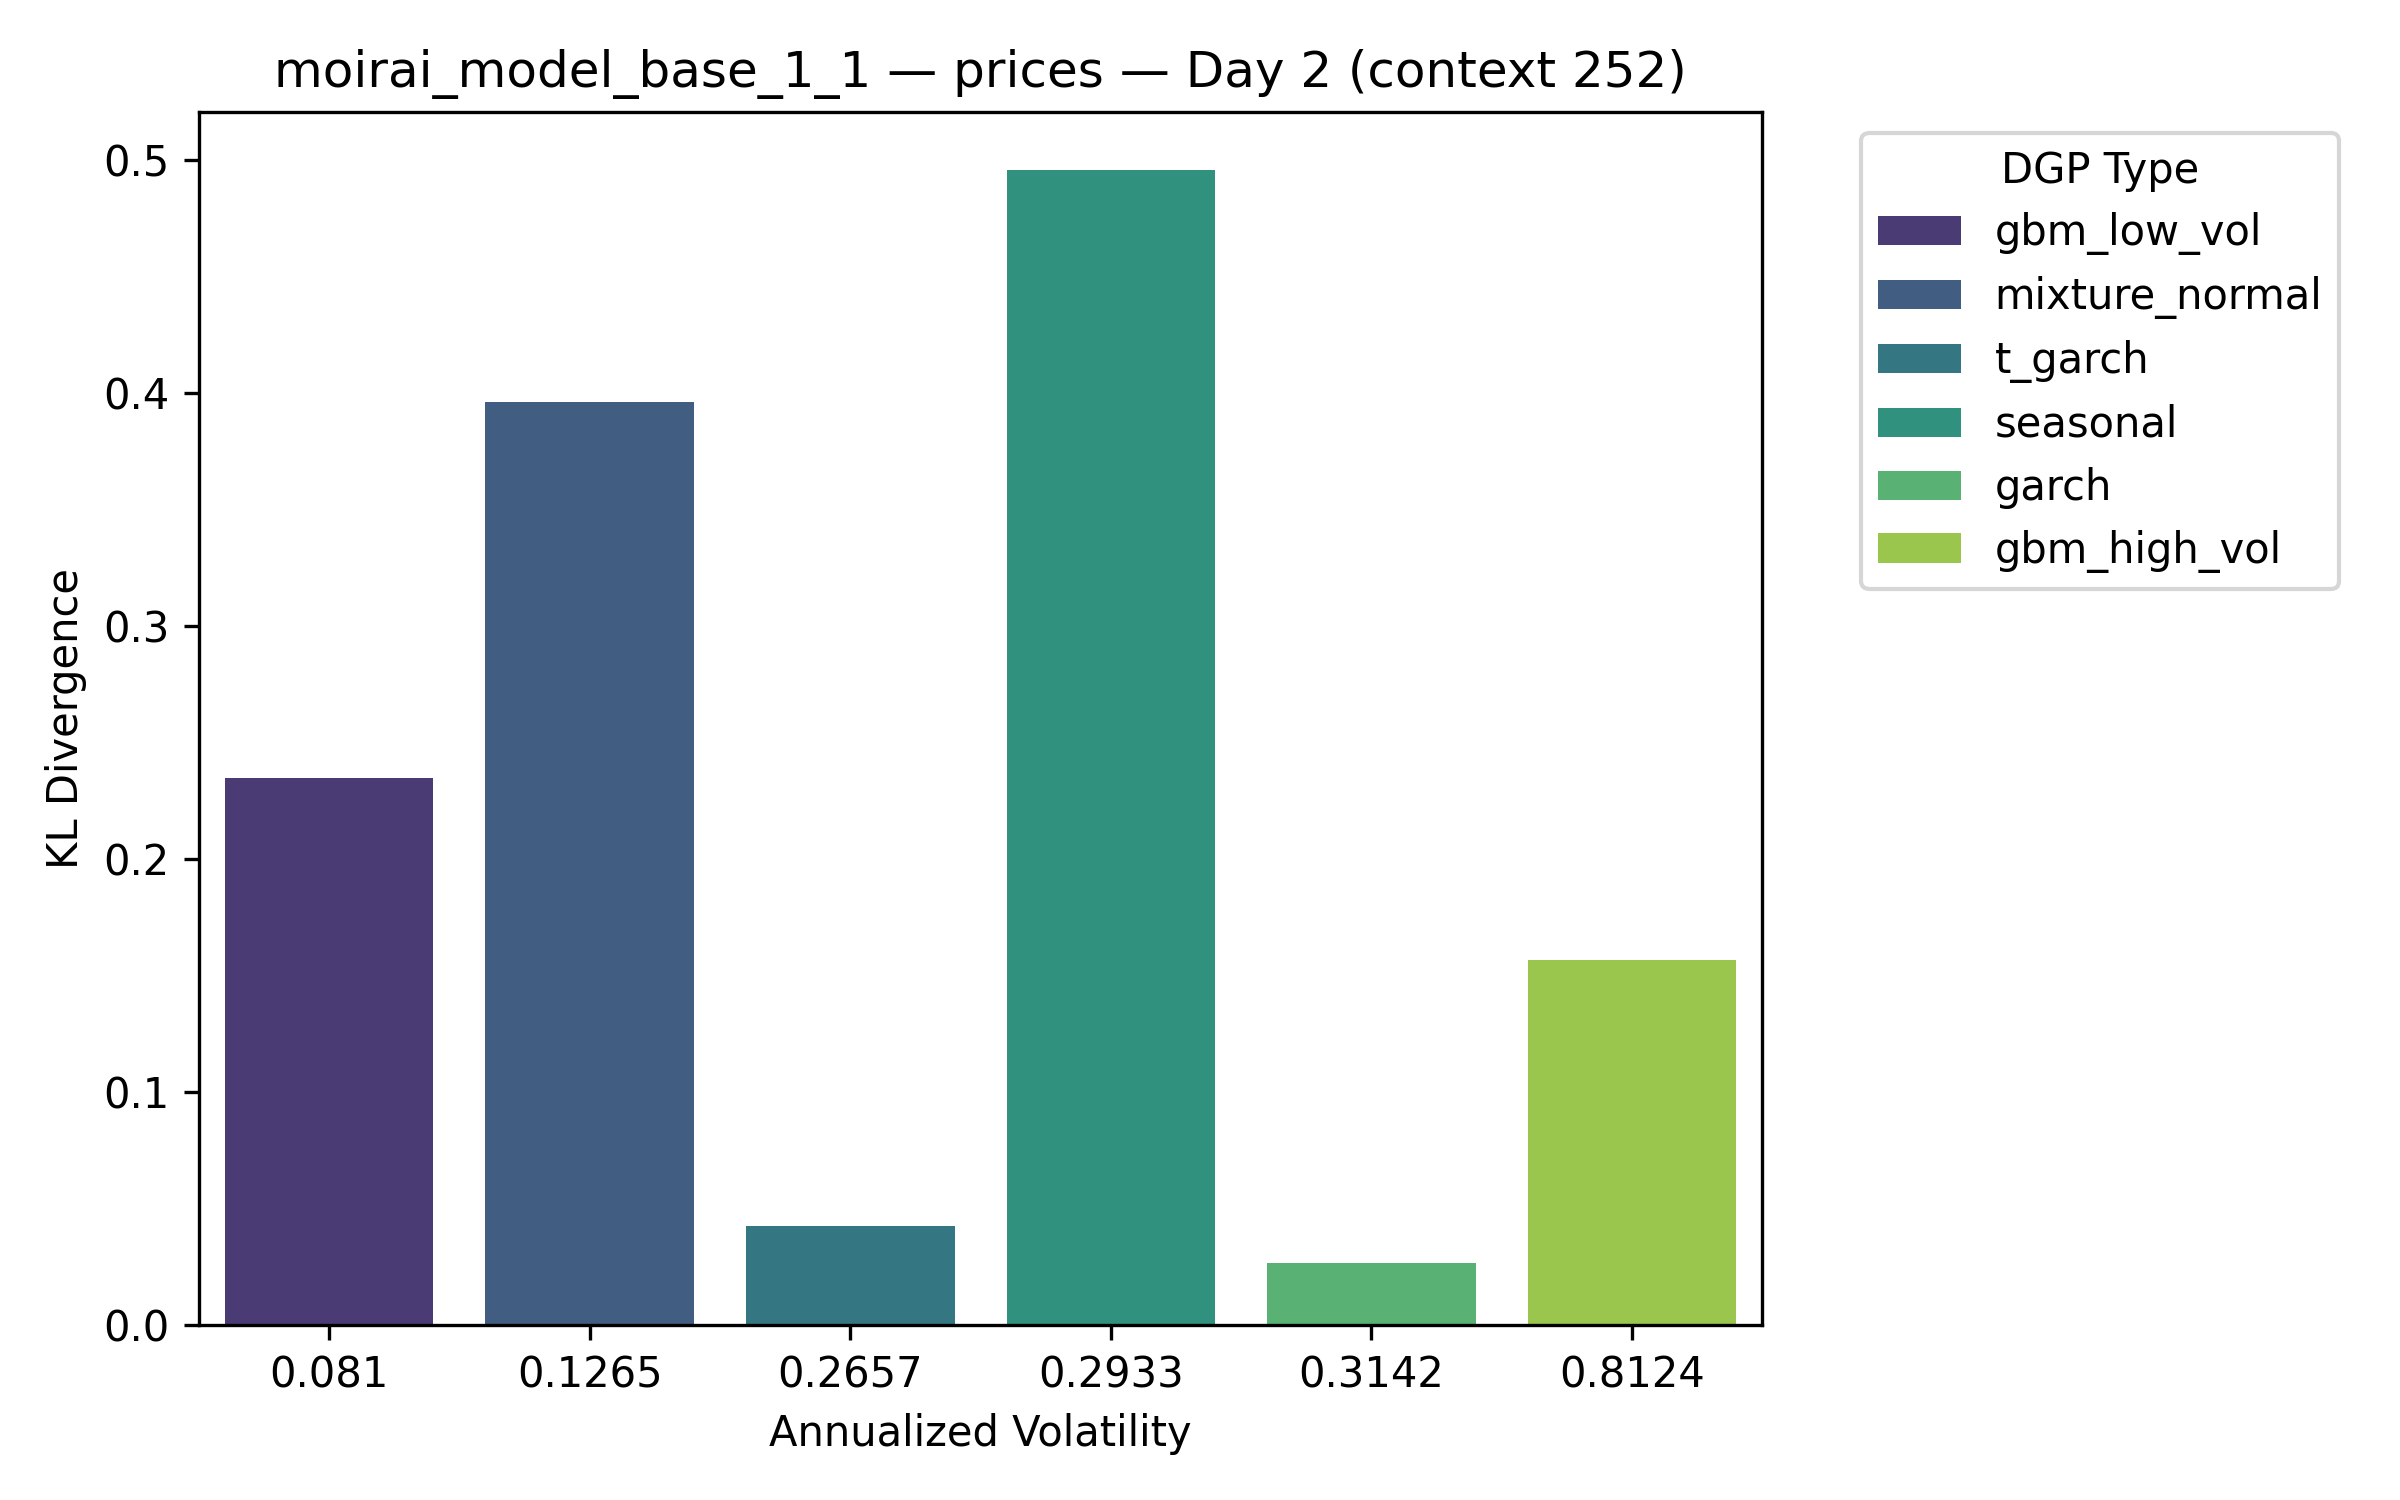 moirai_model_base_1_1 — prices — Day 2 (context 252)
DGP Type
gbm_low_vol
mixture_normal
t_garch
seasonal
garch
gbm_high_vol
KL Divergence
0.5
0.4
0.3
0.2
0.1
0.0
0.081 0.1265 0.2657 0.2933 0.3142 0.8124
Annualized Volatility